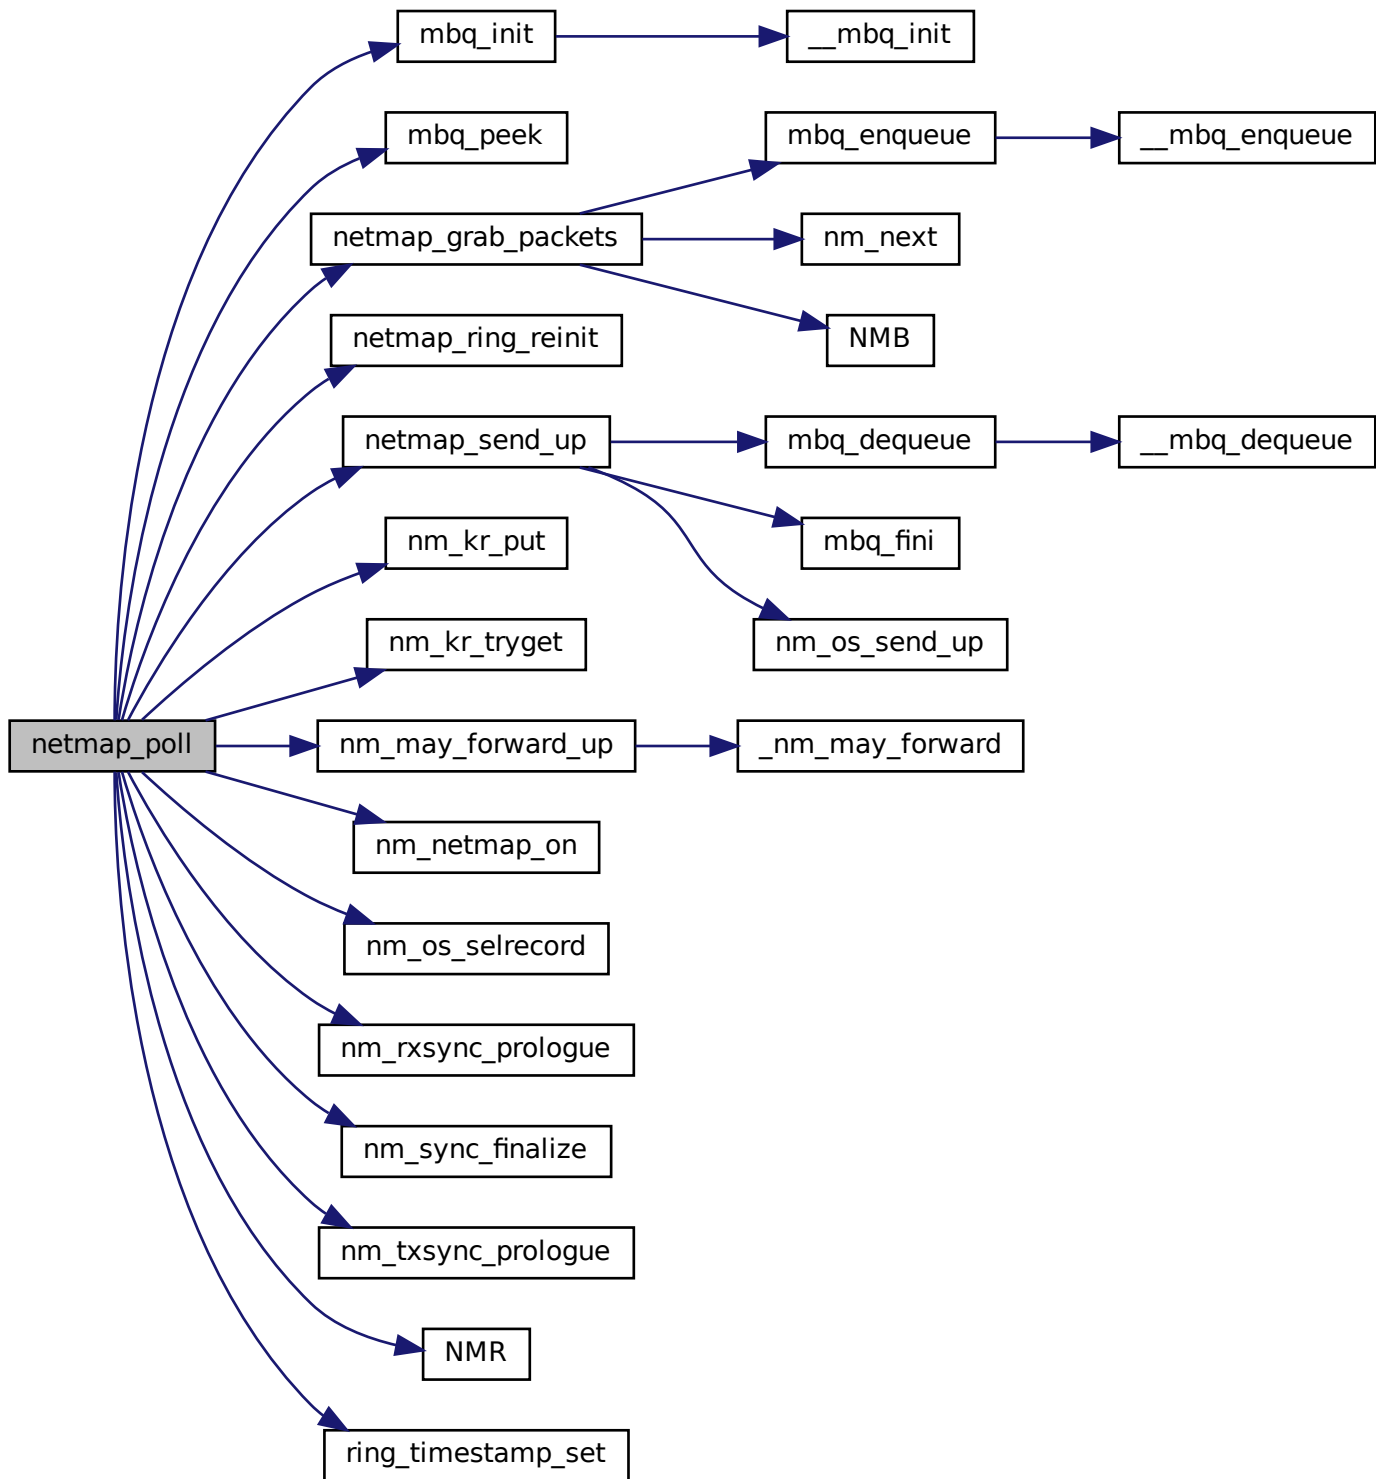 mbq_init
__mbq_init
mbq_peek
mbq_enqueue
__mbq_enqueue
netmap_grab_packets
nm_next
netmap_ring_reinit
NMB
netmap_send_up
mbq_dequeue
__mbq_dequeue
nm_kr_put
mbq_fini
nm_kr_tryget
nm_os_send_up
netmap_poll
nm_may_forward_up
_nm_may_forward
nm_netmap_on
nm_os_selrecord
nm_rxsync_prologue
nm_sync_finalize
nm_txsync_prologue
NMR
ring_timestamp_set